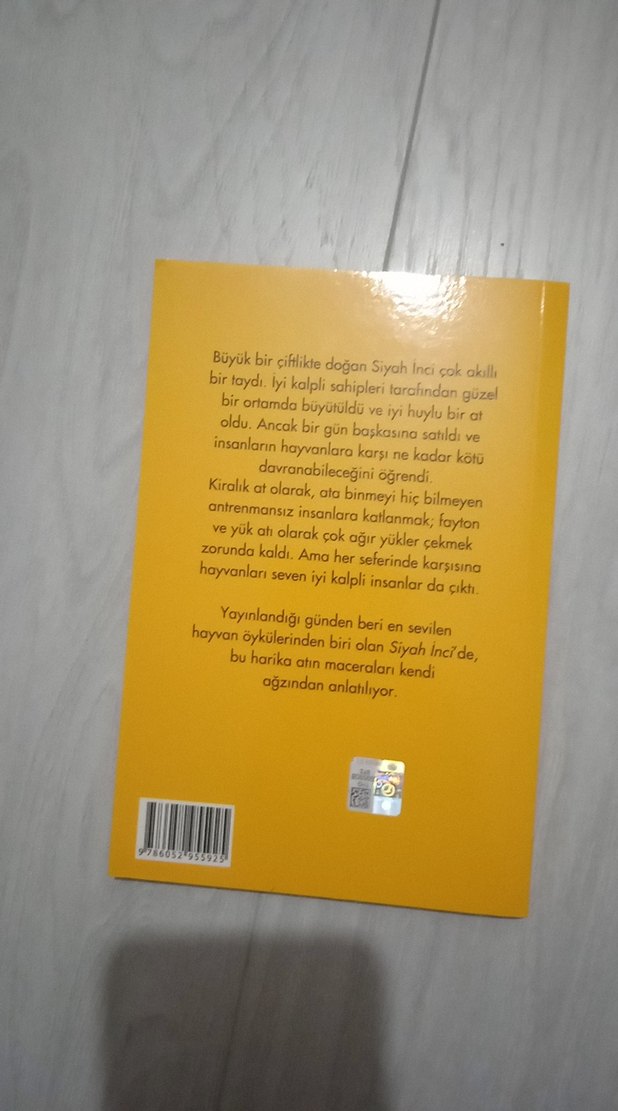 Büyük bir çiftlikte doğan Siyah İnci çok akıllı
bir taydı. İyi kalpli sahipleri tarafından güzel
bir ortamda büyütüldü ve iyi huylu bir at
oldu. Ancak bir gün başkasına satıldı ve
insanların hayvanlara karşı ne kadar kötü
davranabileceğini öğrendi.
Kiralık at olarak, ata binmeyi hiç bilmeyen
antrenmansız insanlara katlanmak; fayton
ve yük atı olarak çok ağır yükler çekmek
zorunda kaldı. Ama her seferinde karşısına
hayvanları seven iyi kalpli insanlar da çıktı.
Yayınlandığı günden beri en sevilen
hayvan öykülerinden biri olan Siyah İnci'de,
bu harika atın maceraları kendi
ağzından anlatılıyor.
9 786052 955925